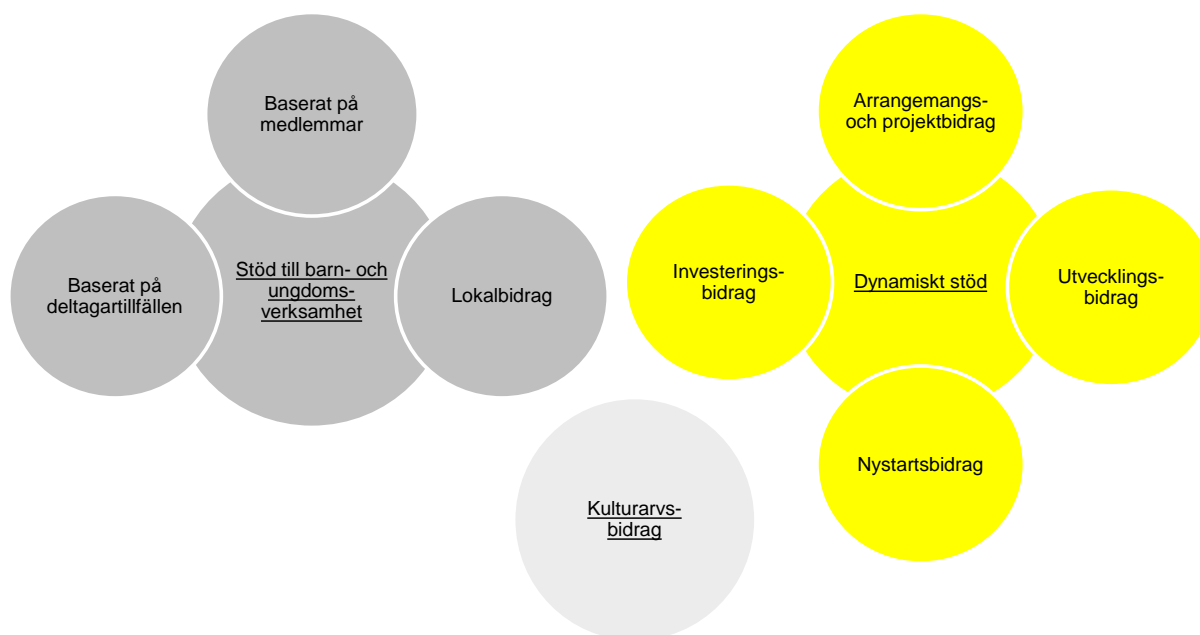 Baserat på
medlemmar
Baserat på
deltagartillfällen
Stöd till barn- och
ungdoms-
verksamhet
Lokalbidrag
Arrangemangs-
och projektbidrag
Investerings-
bidrag
Dynamiskt stöd
Utvecklings-
bidrag
Nystartsbidrag
Kulturarvs-
bidrag